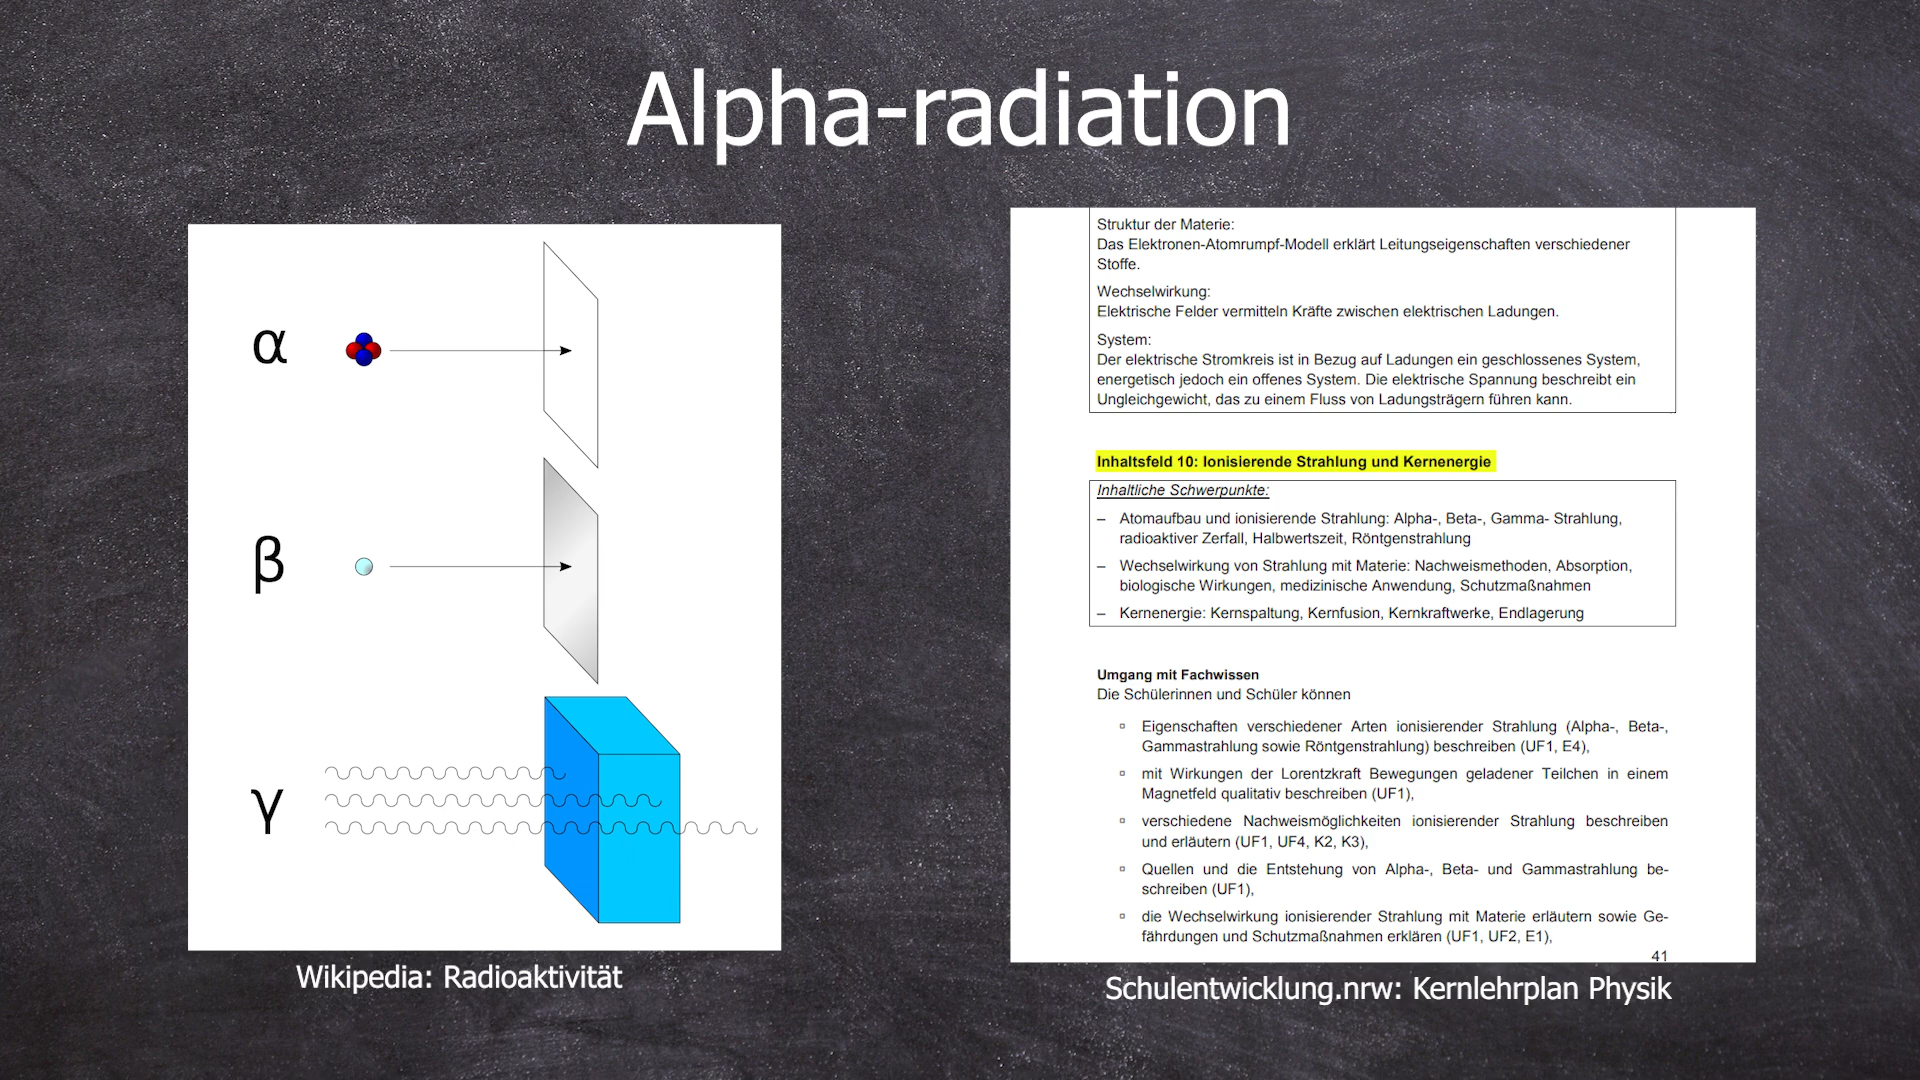 Alpha-radiation
α
β
γ
Wikipedia: Radioaktivität
Struktur der Materie:
Das Elektronen-Atomrumpf-Modell erklärt Leitungseigenschaften verschiedener
Stoffe.
Wechselwirkung:
Elektrische Felder vermitteln Kräfte zwischen elektrischen Ladungen.
System:
Der elektrische Stromkreis ist in Bezug auf Ladungen ein geschlossenes System,
energetisch jedoch ein offenes System. Die elektrische Spannung beschreibt ein
Ungleichgewicht, das zu einem Fluss von Ladungsträgern führen kann.
Inhaltsfeld 10: Ionisierende Strahlung und Kernenergie
Inhaltliche Schwerpunkte:
– Atomaufbau und ionisierende Strahlung: Alpha-, Beta-, Gamma- Strahlung,
radioaktiver Zerfall, Halbwertszeit, Röntgenstrahlung
– Wechselwirkung von Strahlung mit Materie: Nachweismethoden, Absorption,
biologische Wirkungen, medizinische Anwendung, Schutzmaßnahmen
– Kernenergie: Kernspaltung, Kernfusion, Kernkraftwerke, Endlagerung
Umgang mit Fachwissen
Die Schülerinnen und Schüler können
▫ Eigenschaften verschiedener Arten ionisierender Strahlung (Alpha-, Beta-,
Gammastrahlung sowie Röntgenstrahlung) beschreiben (UF1, E4),
▫ mit Wirkungen der Lorentzkraft Bewegungen geladener Teilchen in einem
Magnetfeld qualitativ beschreiben (UF1),
▫ verschiedene Nachweismöglichkeiten ionisierender Strahlung beschreiben
und erläutern (UF1, UF4, K2, K3),
▫ Quellen und die Entstehung von Alpha-, Beta- und Gammastrahlung be-
schreiben (UF1),
▫ die Wechselwirkung ionisierender Strahlung mit Materie erläutern sowie Ge-
fährdungen und Schutzmaßnahmen erklären (UF1, UF2, E1),
41
Schulentwicklung.nrw: Kernlehrplan Physik